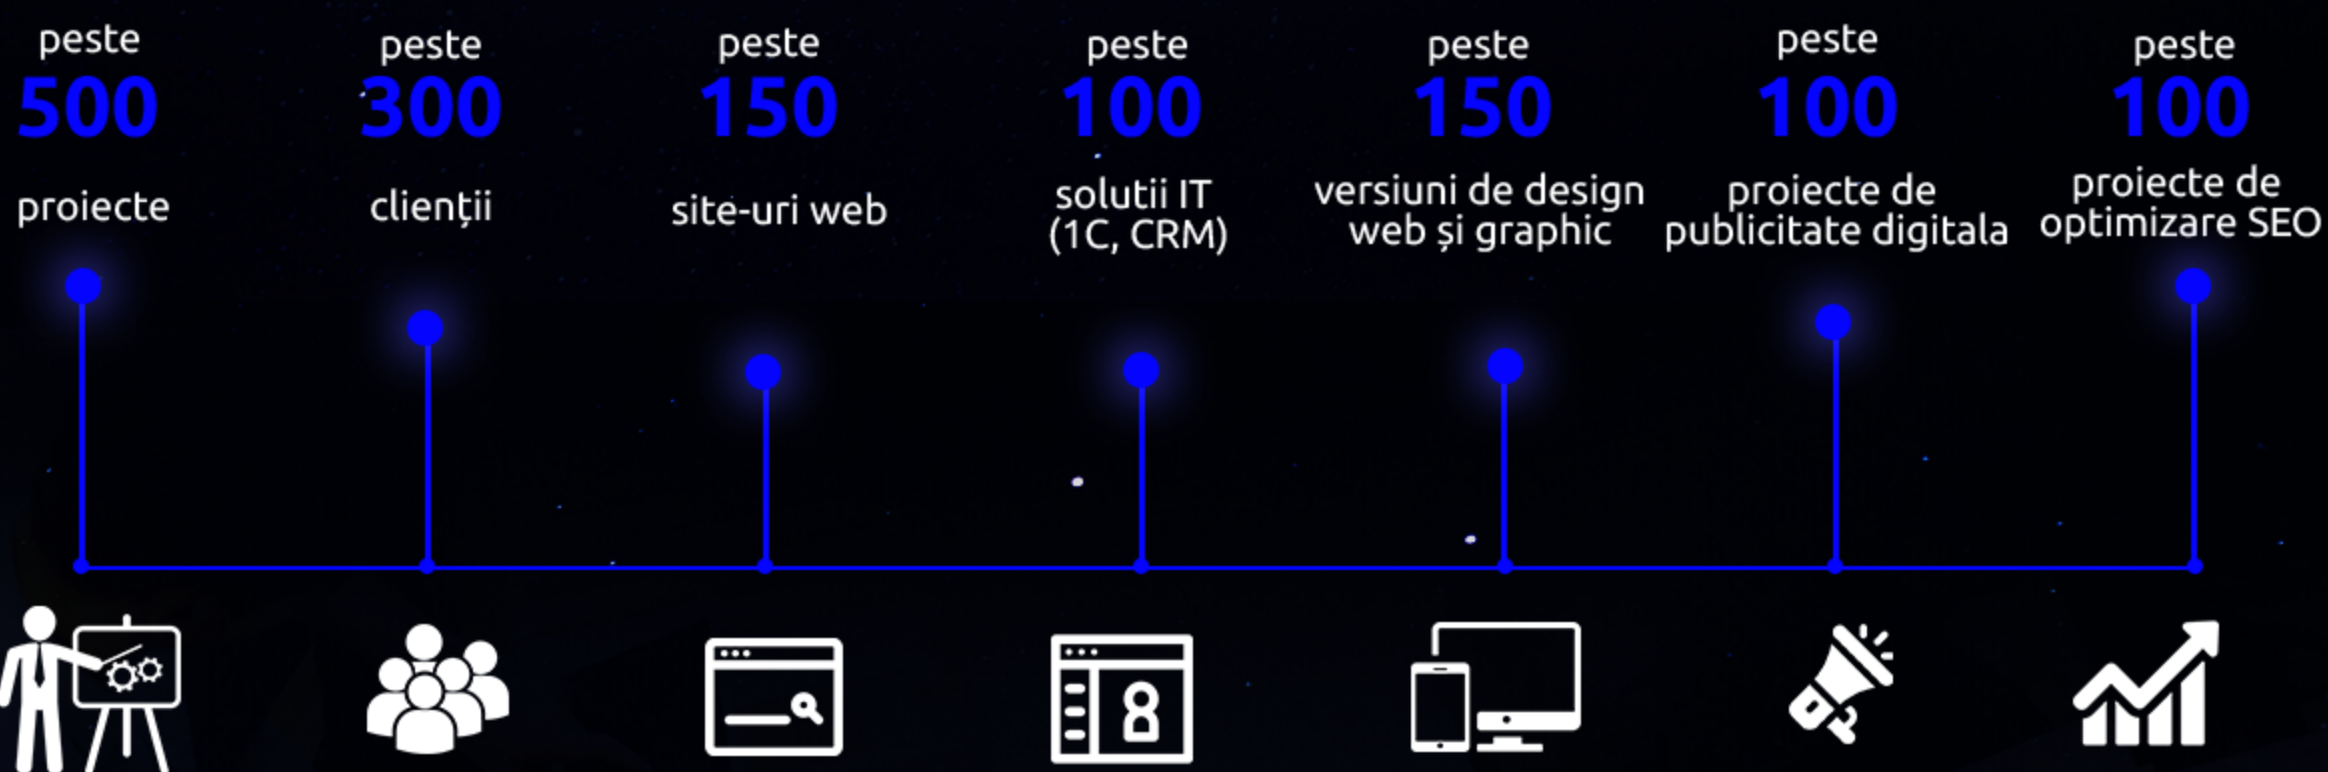 peste
500
proiecte
peste
300
clienții
peste
150
site-uri web
peste
100
solutii IT
(1C, CRM)
peste
150
versiuni de design
web și graphic
peste
100
proiecte de
publicitate digitala
peste
100
proiecte de
optimizare SEO